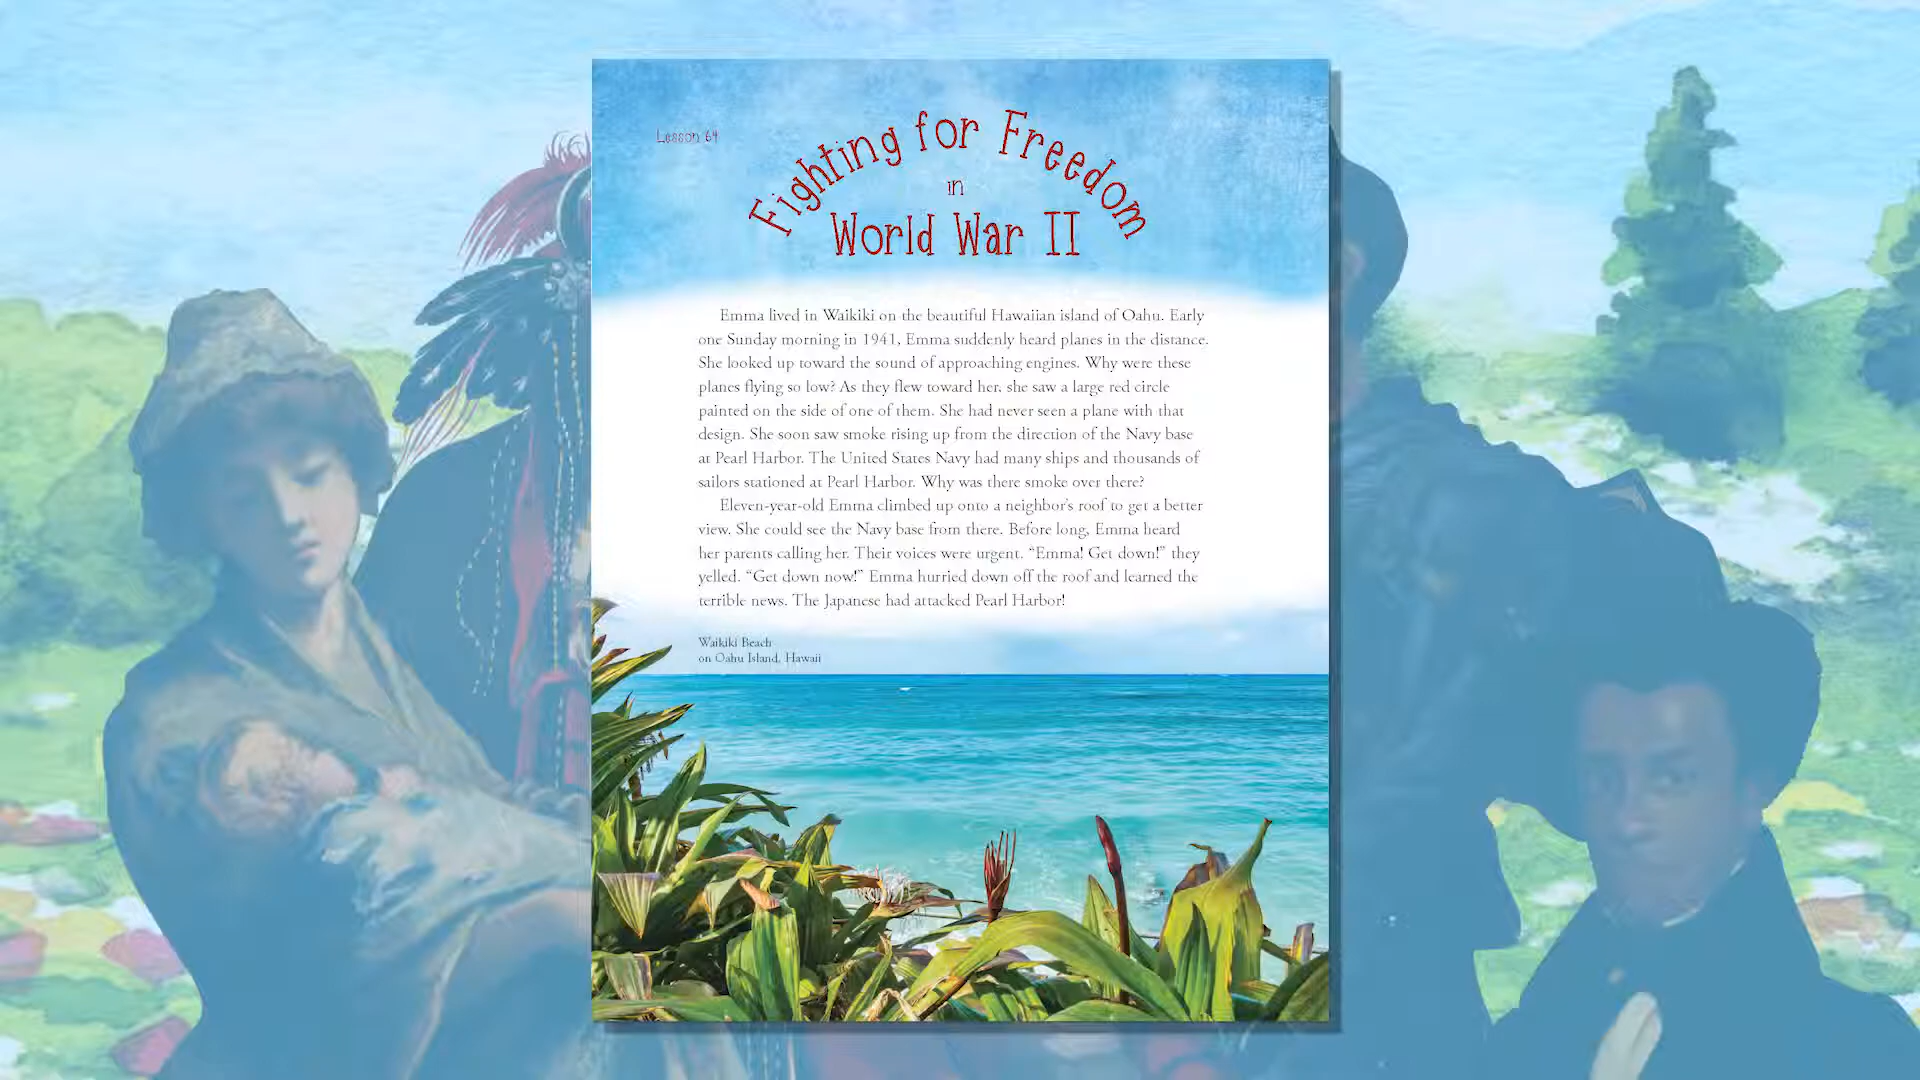 Lesson 64
Fighting for Freedom
in
World War II
Emma lived in Waikiki on the beautiful Hawaiian island of Oahu. Early
one Sunday morning in 1941, Emma suddenly heard planes in the distance.
She looked up toward the sound of approaching engines. Why were these
planes flying so low? As they flew toward her, she saw a large red circle
painted on the side of one of them. She had never seen a plane with that
design. She soon saw smoke rising up from the direction of the Navy base
at Pearl Harbor. The United States Navy had many ships and thousands of
sailors stationed at Pearl Harbor. Why was there smoke over there?
Eleven-year-old Emma climbed up onto a neighbor's roof to get a better
view. She could see the Navy base from there. Before long, Emma heard
her parents calling her. Their voices were urgent. “Emma! Get down!” they
yelled. “Get down now!” Emma hurried down off the roof and learned the
terrible news. The Japanese had attacked Pearl Harbor!
Waikiki Beach
on Oahu Island, Hawaii